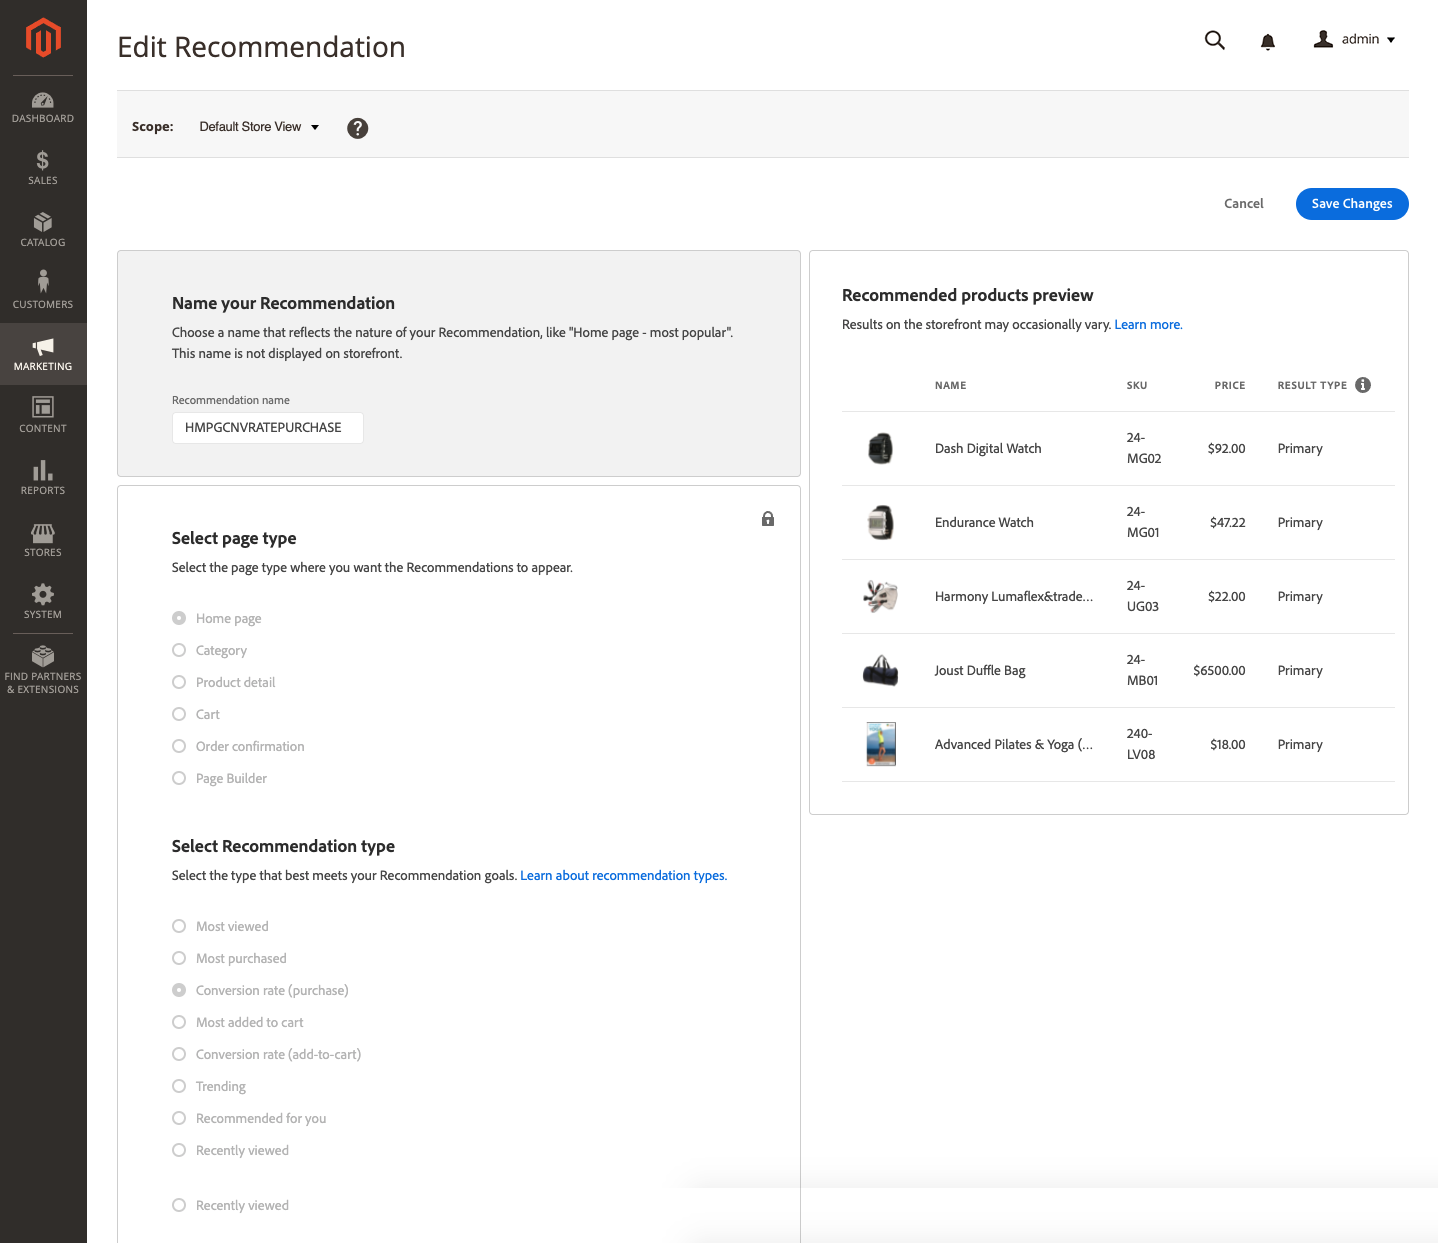 Edit Recommendation
admin
DASHBOARD
SALES
CATALOG
CUSTOMERS
MARKETING
CONTENT
REPORTS
STORES
SYSTEM
FIND PARTNERS
& EXTENSIONS
Scope:
Default Store View
?
Cancel
Save Changes
Name your Recommendation
Choose a name that reflects the nature of your Recommendation, like "Home page - most popular".
This name is not displayed on storefront.
Recommendation name
HMPGCNVRATEPURCHASE
Select page type
Select the page type where you want the Recommendations to appear.
Home page
Category
Product detail
Cart
Order confirmation
Page Builder
Select Recommendation type
Select the type that best meets your Recommendation goals. Learn about recommendation types.
Most viewed
Most purchased
Conversion rate (purchase)
Most added to cart
Conversion rate (add-to-cart)
Trending
Recommended for you
Recently viewed
Recently viewed
Recommended products preview
Results on the storefront may occasionally vary. Learn more.
NAME SKU PRICE RESULT TYPE
Dash Digital Watch 24-
MG02 $92.00 Primary
Endurance Watch 24-
MG01 $47.22 Primary
Harmony Lumaflex&trade... 24-
UG03 $22.00 Primary
Joust Duffle Bag 24-
MB01 $6500.00 Primary
Advanced Pilates & Yoga (... 240-
LV08 $18.00 Primary